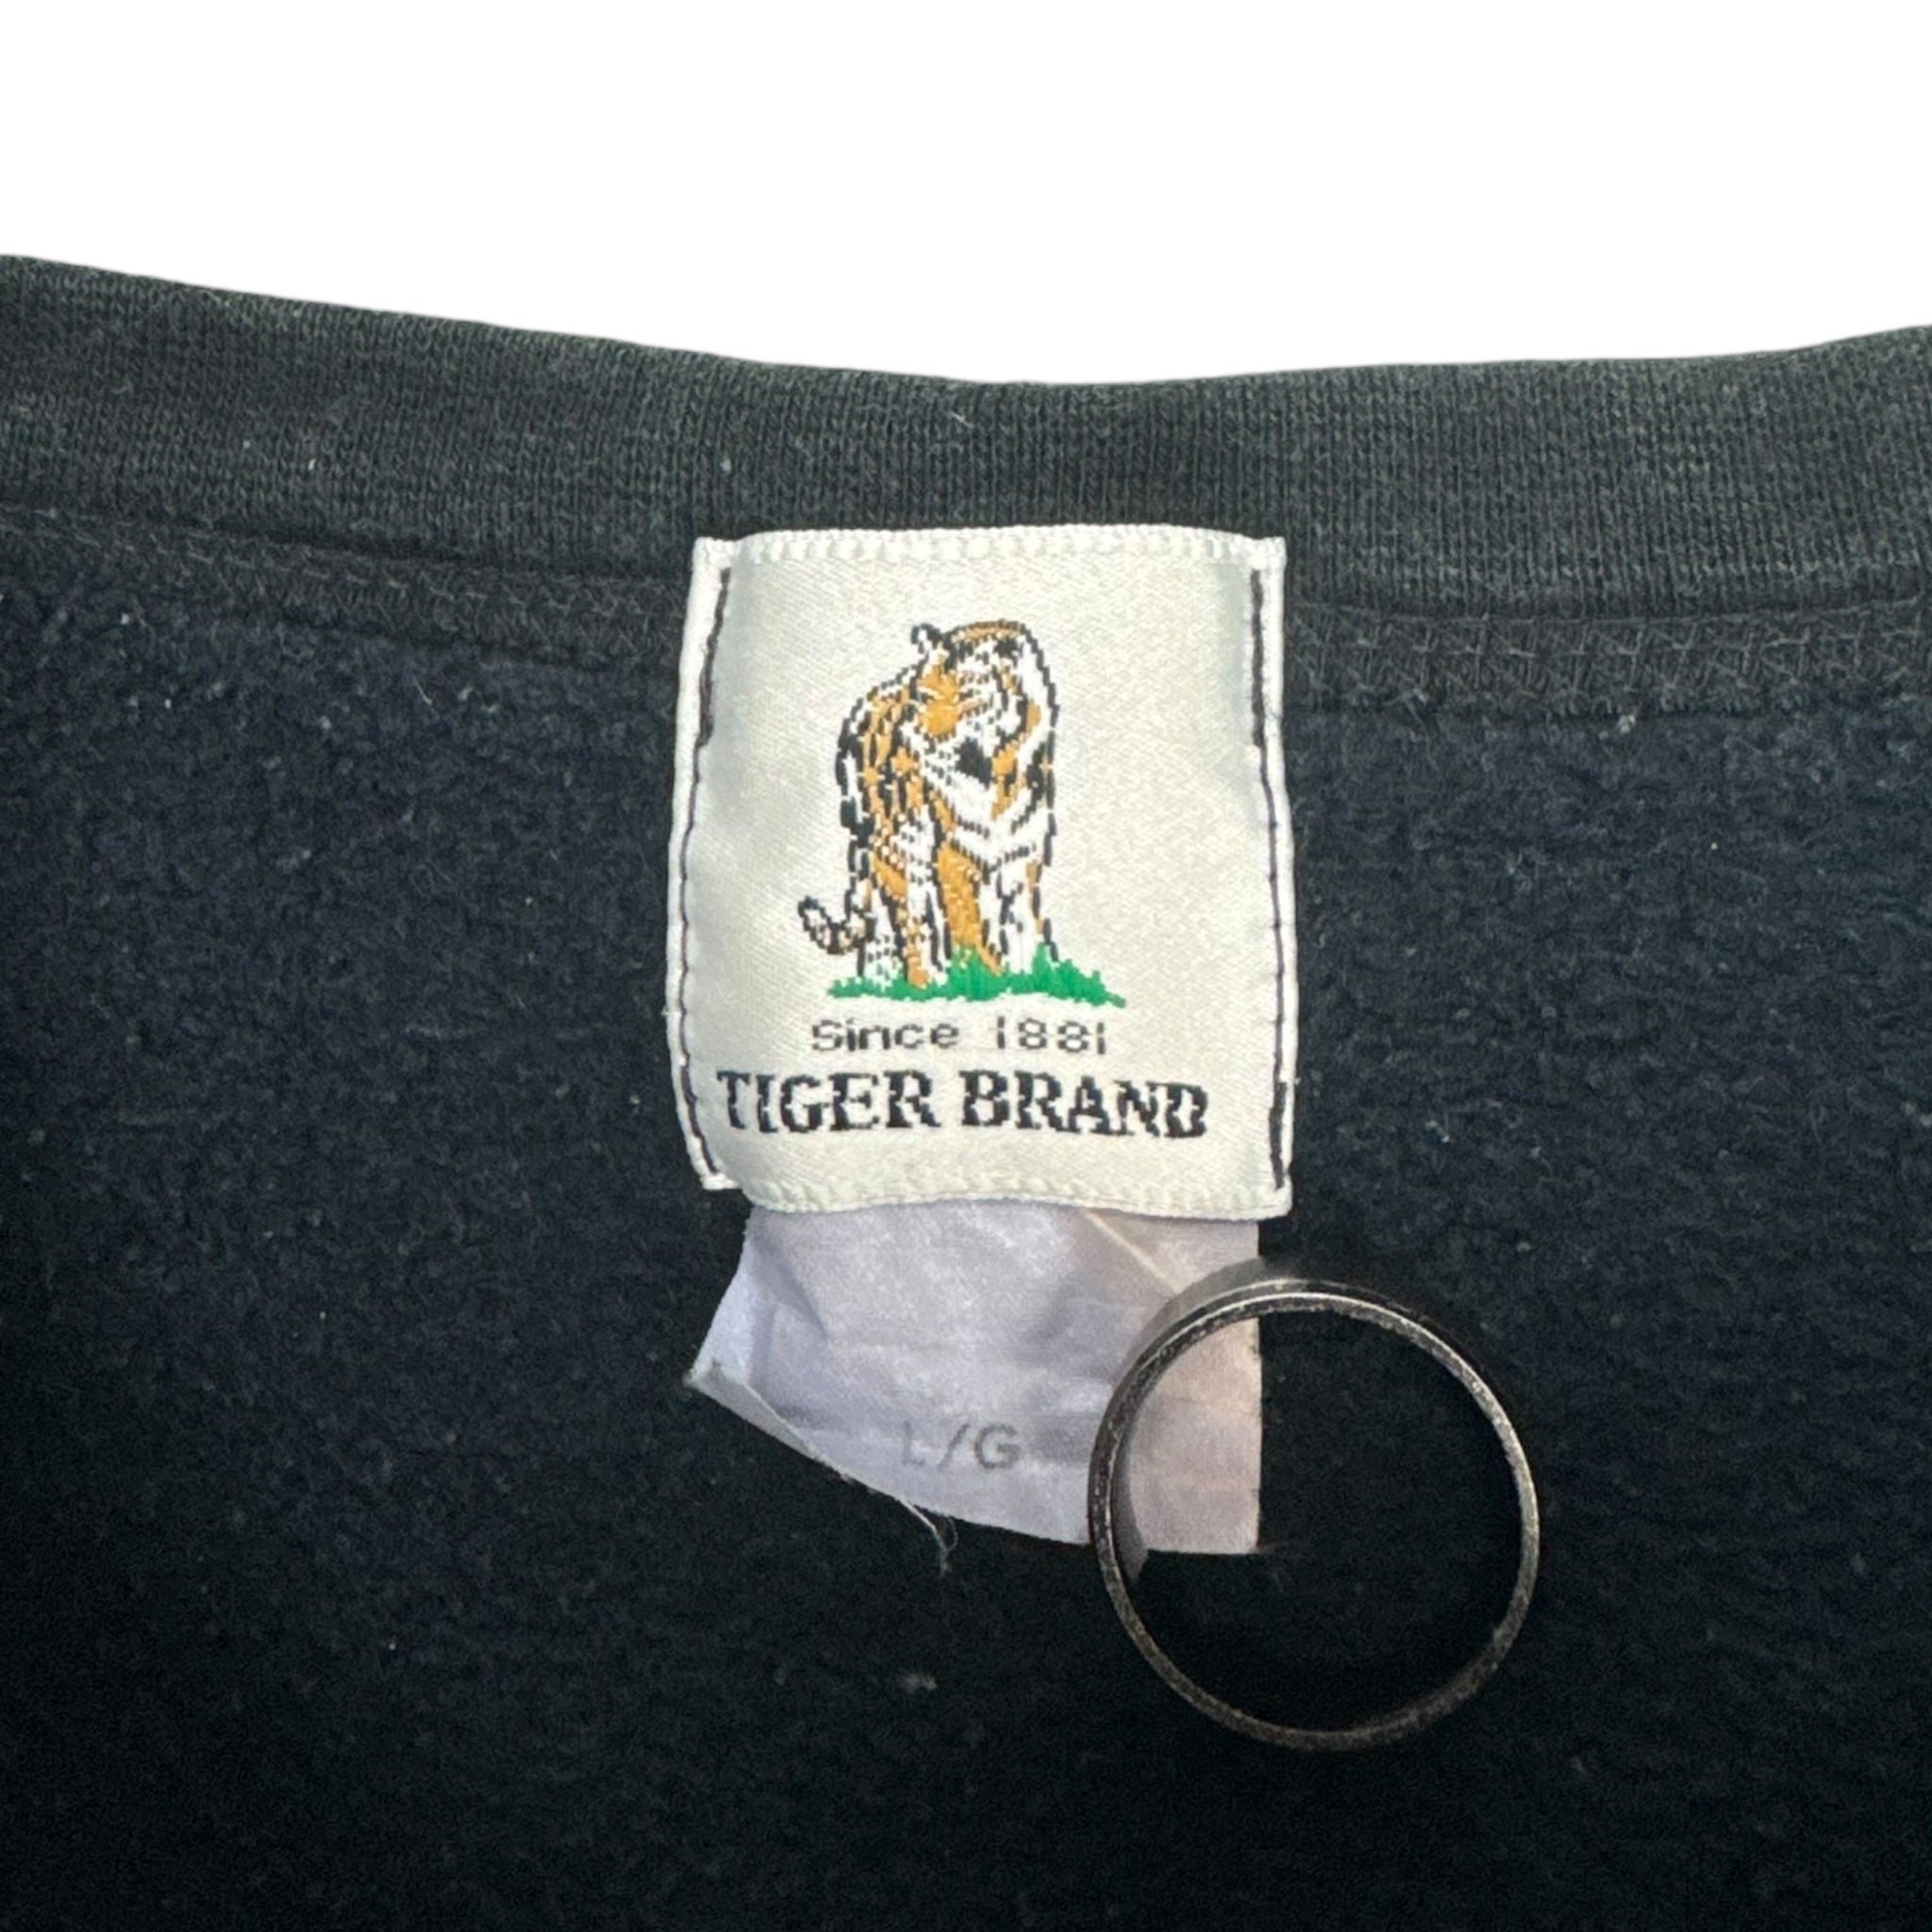 Since 1881
TIGER BRAND
L/G